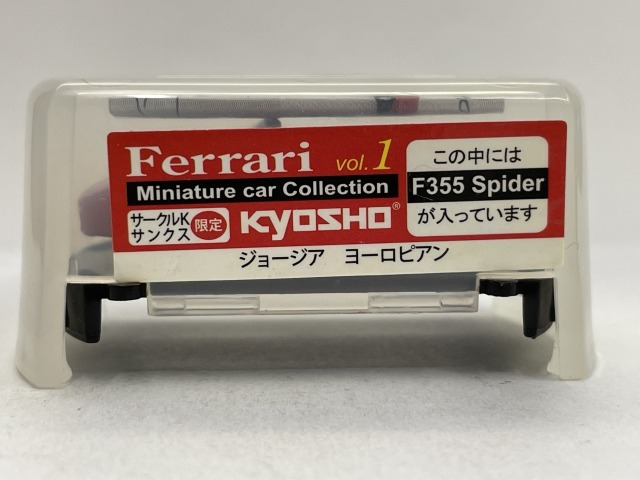 Ferrari vol.1
Miniature car Collection
サークルK
サンクス
限定
KYOSHO®
この中には
F355 Spider
が入っています
ジョージア ヨーロピアン